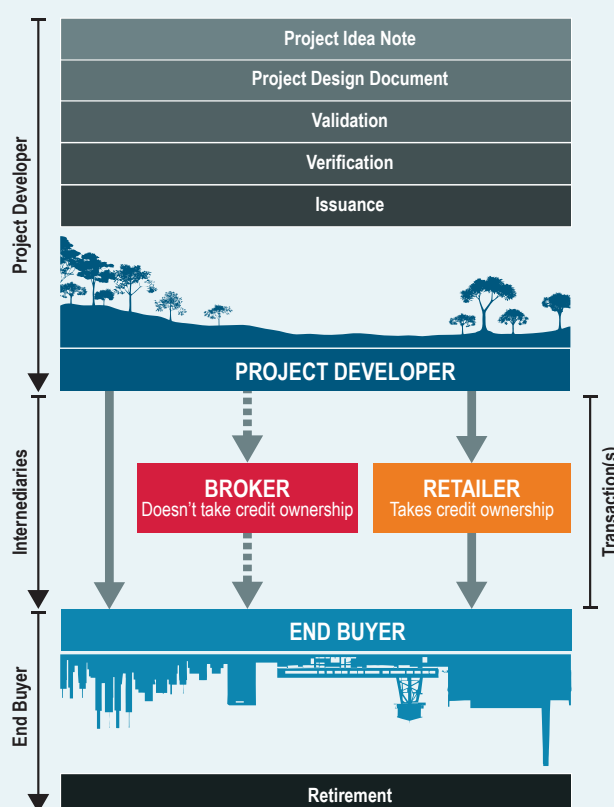 Project Idea Note
Project Design Document
Validation
Verification
Issuance
Project Developer
PROJECT DEVELOPER
Internediaries
BROKER
Doesn't take credit ownership
RETAILER
Takes credit ownership
Transaction(s)
END BUYER
End Buyer
Retirement